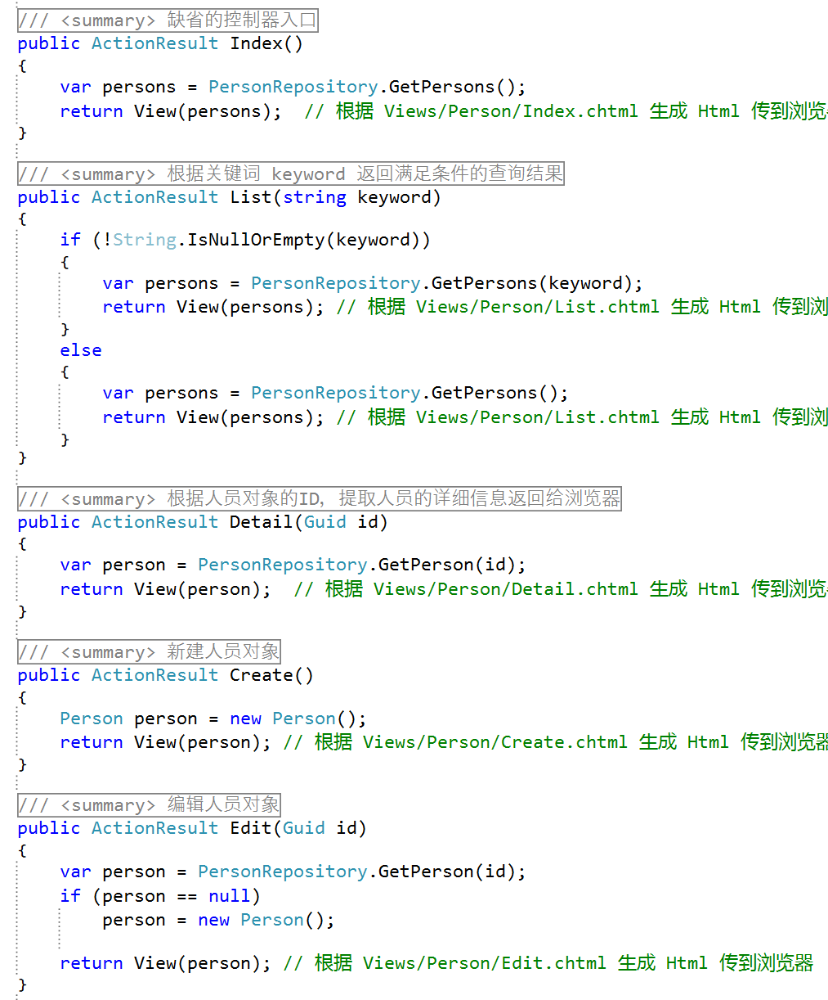 /// <summary> 缺省的控制器入口
public ActionResult Index()
{
var persons = PersonRepository.GetPersons();
return View(persons);  // 根据 Views/Person/Index.chtml 生成 Html 传到浏览
}
/// <summary> 根据关键词 keyword 返回满足条件的查询结果
public ActionResult List(string keyword)
{
if (!String.IsNullOrEmpty(keyword))
{
var persons = PersonRepository.GetPersons(keyword);
return View(persons); // 根据 Views/Person/List.chtml 生成 Html 传到浏
}
else
{
var persons = PersonRepository.GetPersons();
return View(persons); // 根据 Views/Person/List.chtml 生成 Html 传到浏
}
}
/// <summary> 根据人员对象的ID，提取人员的详细信息返回给浏览器
public ActionResult Detail(Guid id)
{
var person = PersonRepository.GetPerson(id);
return View(person);  // 根据 Views/Person/Detail.chtml 生成 Html 传到浏览
}
/// <summary> 新建人员对象
public ActionResult Create()
{
Person person = new Person();
return View(person); // 根据 Views/Person/Create.chtml 生成 Html 传到浏览器
}
/// <summary> 编辑人员对象
public ActionResult Edit(Guid id)
{
var person = PersonRepository.GetPerson(id);
if (person == null)
person = new Person();
return View(person); // 根据 Views/Person/Edit.chtml 生成 Html 传到浏览器
}